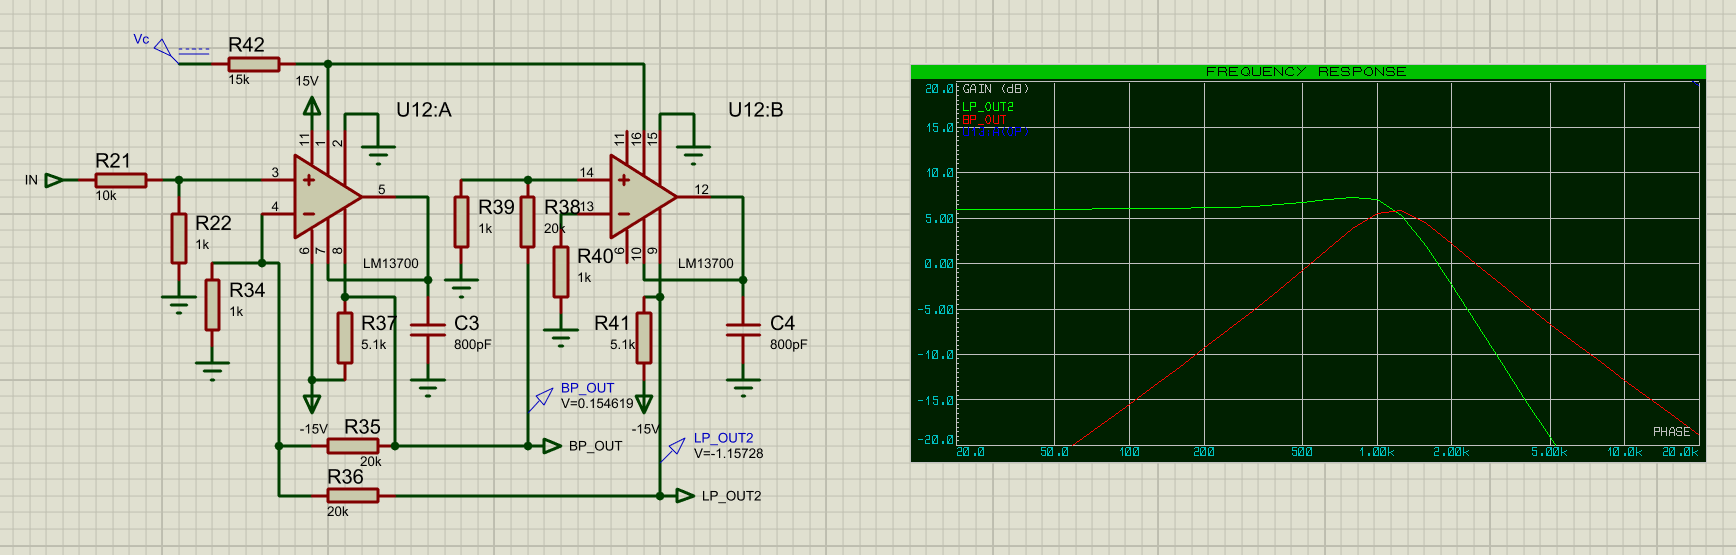 Vc
R42
15k
15V
U12:A
U12:B
11
1
2
11
16
15
R21
IN
10k
3
4
5
14
13
12
R22
1k
R39
1k
R38
20k
6
7
8
6
10
9
LM13700
LM13700
R40
1k
R34
1k
R37
5.1k
C3
800pF
R41
5.1k
C4
800pF
BP_OUT
V=0.154619
-15V
-15V
R35
20k
BP_OUT
LP_OUT2
V=-1.15728
R36
20k
LP_OUT2
FREQUENCY RESPONSE
GAIN (dB)
LP_OUT2
BP_OUT
20.0
15.0
10.0
5.00
0.00
-5.00
-10.0
-15.0
-20.0
PHASE
20.0 50.0 100 200 500 1.00k 2.00k 5.00k 10.0k 20.0k